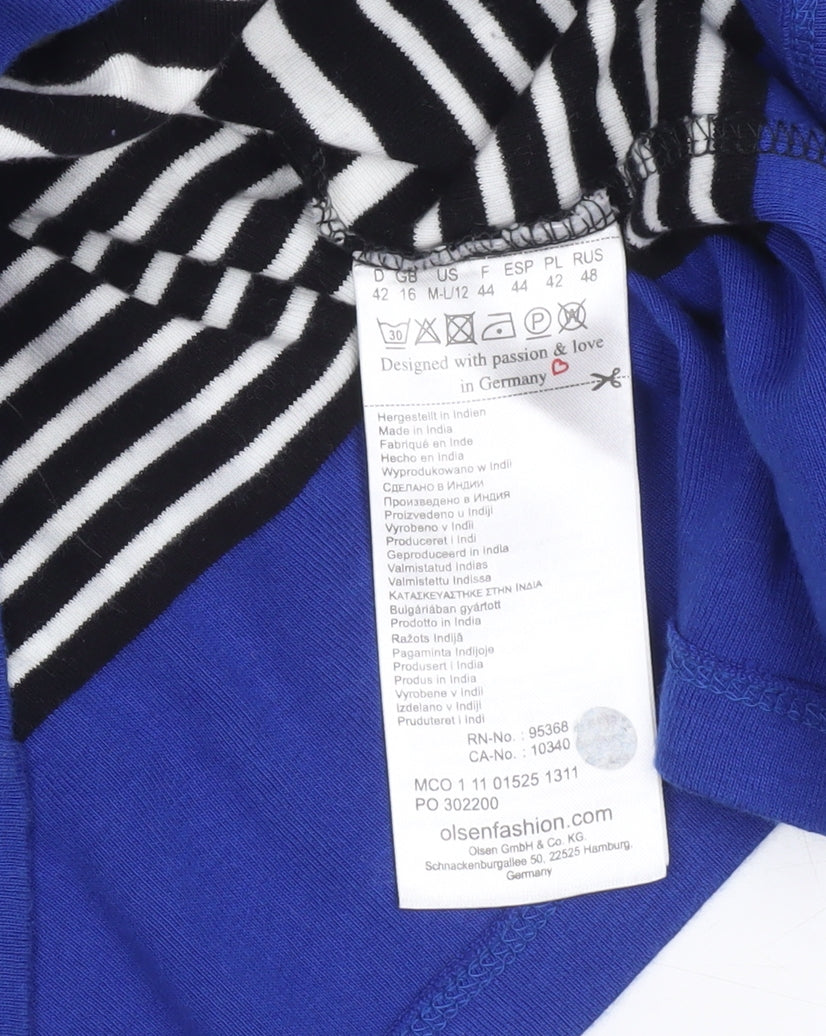 D GB US F ESP PL RUS
42 16 M-L/12 44 44 42 48
30 P W
Designed with passion & love
in Germany
Hergestellt in Indien
Made in India
Fabriqué en Inde
Hecho en India
Wyprodukowano w Indii
СДЕЛАНО В ИНДИИ
Произведено в Индия
Proizvedeno u Indiji
Vyrobeno v Indii
Produceret i Indi
Geproduceerd in India
Valmistatud Indias
Valmistettu Indissa
ΚΑΤΑΣΚΕΥΑΣΤΗΚΕ ΣΤΗΝ ΙΝΔΙΑ
Bulgáriában gyártott
Prodotto in India
Ražots Indijā
Pagaminta Indijoje
Produsert i India
Produs in India
Vyrobene v Indii
Izdelano v Indiji
Pruduteret i Indi
RN-No. : 95368
CA-No. : 10340
MCO 1 11 01525 1311
PO 302200
olsenfashion.com
Olsen GmbH & Co. KG.
Schnackenburgallee 50, 22525 Hamburg.
Germany